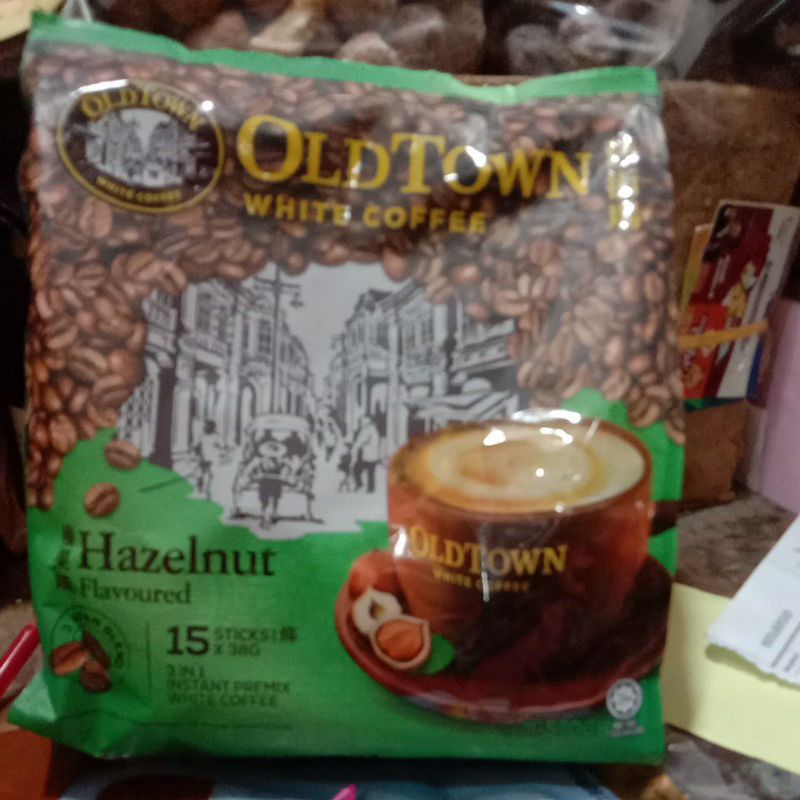 OLDTOWN
WHITE COFFEE
OLDTOWN
WHITE COFFEE
OLDTOWN
WHITE COFFEE
Hazelnut
Flavoured
15 STICKS | 條
X 38G
3 IN 1
INSTANT PREMIX
WHITE COFFEE